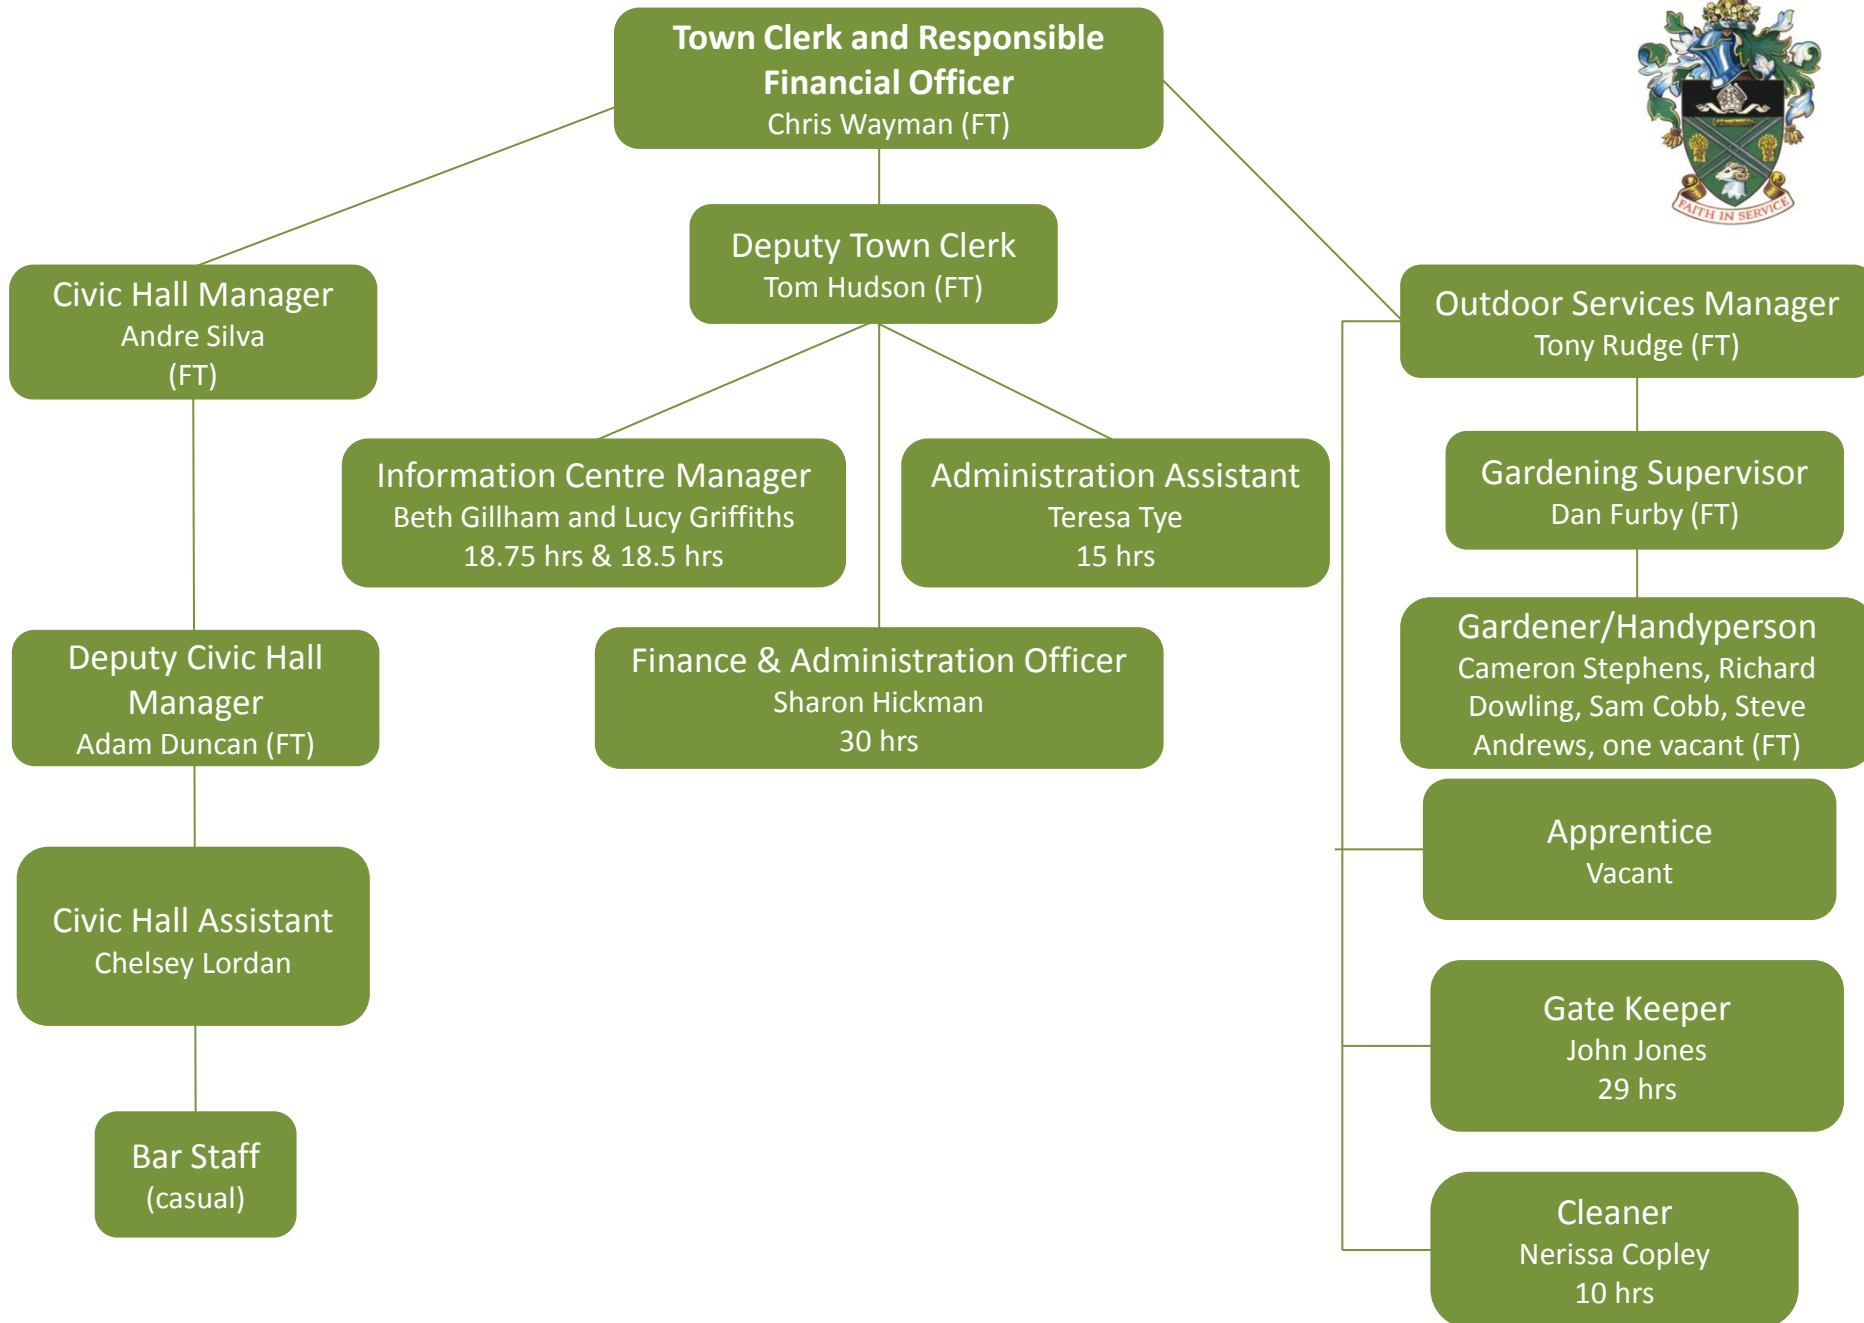 Town Clerk and Responsible
Financial Officer
Chris Wayman (FT)
FAITH IN SERVICE
Deputy Town Clerk
Tom Hudson (FT)
Civic Hall Manager
Andre Silva
(FT)
Outdoor Services Manager
Tony Rudge (FT)
Information Centre Manager
Beth Gillham and Lucy Griffiths
18.75 hrs & 18.5 hrs
Administration Assistant
Teresa Tye
15 hrs
Gardening Supervisor
Dan Furby (FT)
Deputy Civic Hall
Manager
Adam Duncan (FT)
Finance & Administration Officer
Sharon Hickman
30 hrs
Gardener/Handyperson
Cameron Stephens, Richard
Dowling, Sam Cobb, Steve
Andrews, one vacant (FT)
Apprentice
Vacant
Civic Hall Assistant
Chelsey Lordan
Gate Keeper
John Jones
29 hrs
Bar Staff
(casual)
Cleaner
Nerissa Copley
10 hrs